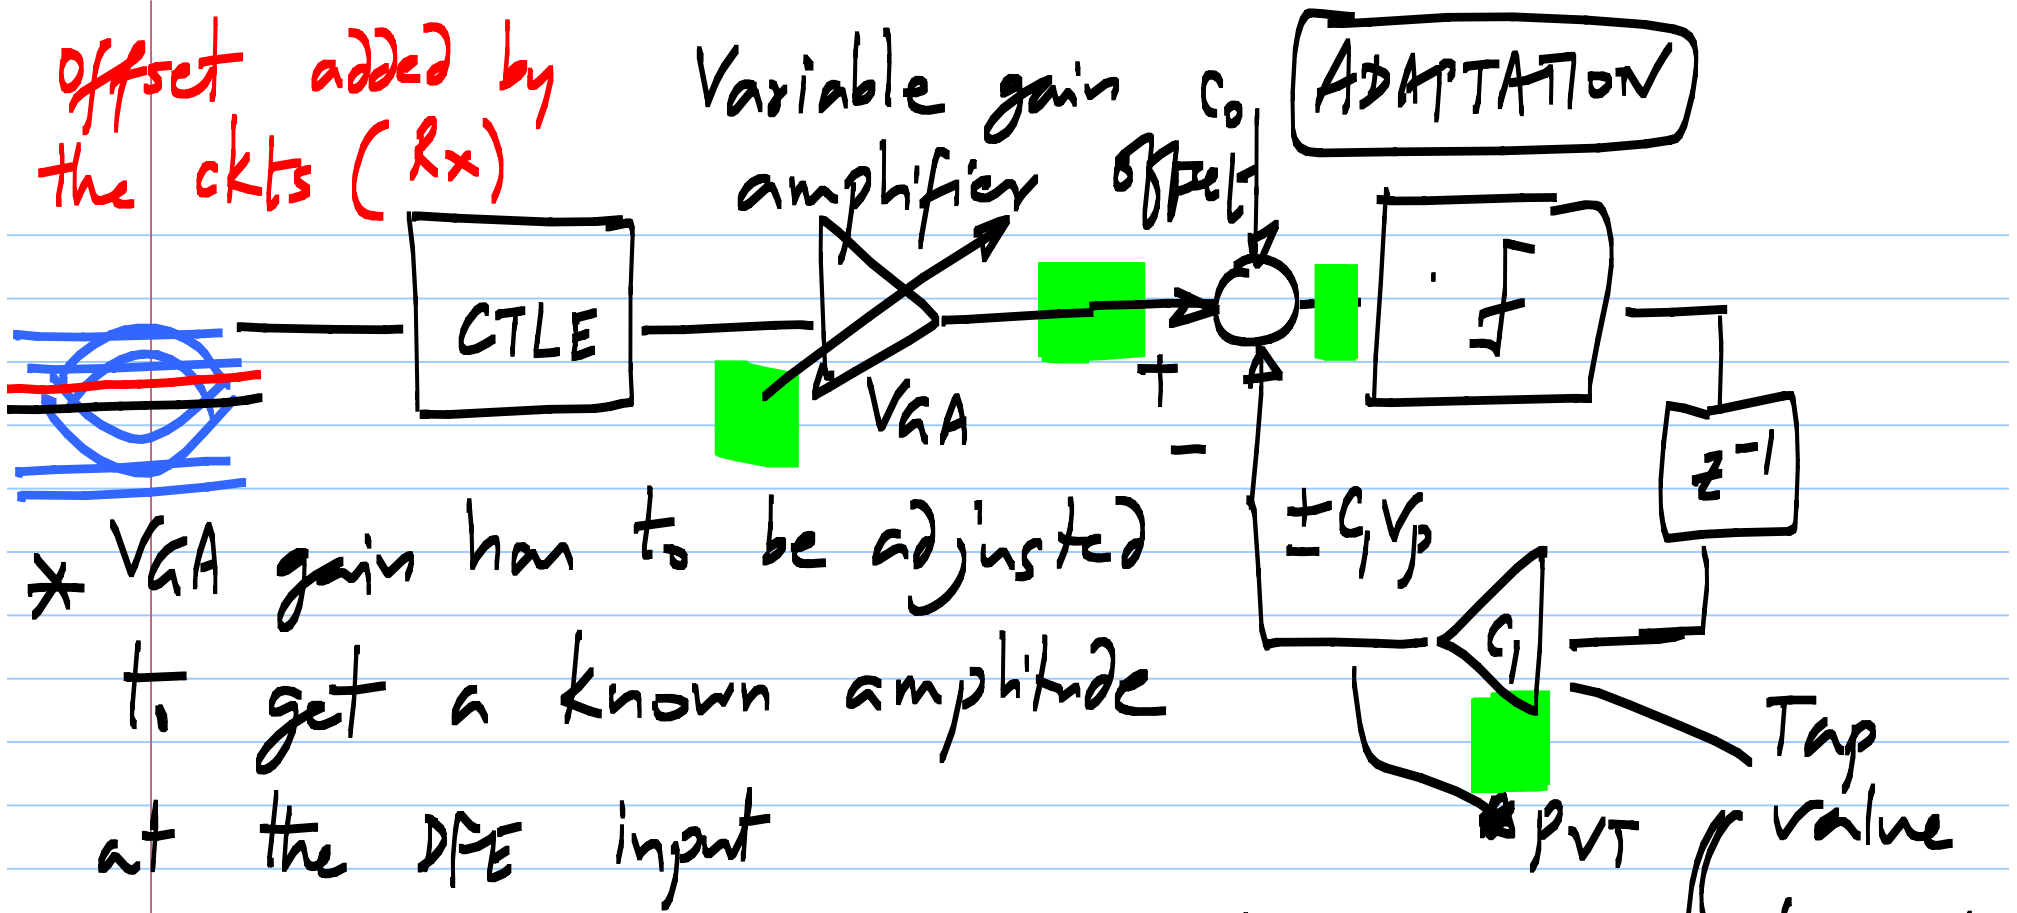 offset added by
the ckts (Rx)
Variable gain
amplifier
offset
C₀
ADAPTATION
CTLE
VGA
+
−
z⁻¹
± C₁Vp
C₁
Tap
value
PVT
* VGA gain has to be adjusted
to get a known amplitude
at the DFE input